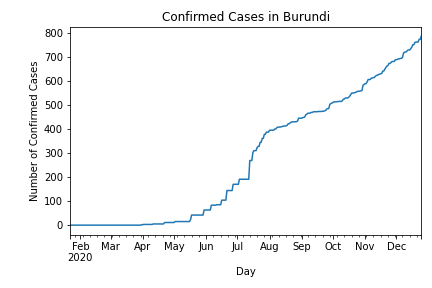 Confirmed Cases in Burundi
Number of Confirmed Cases
800
700
600
500
400
300
200
100
0
Feb Mar Apr May Jun Jul Aug Sep Oct Nov Dec
2020
Day